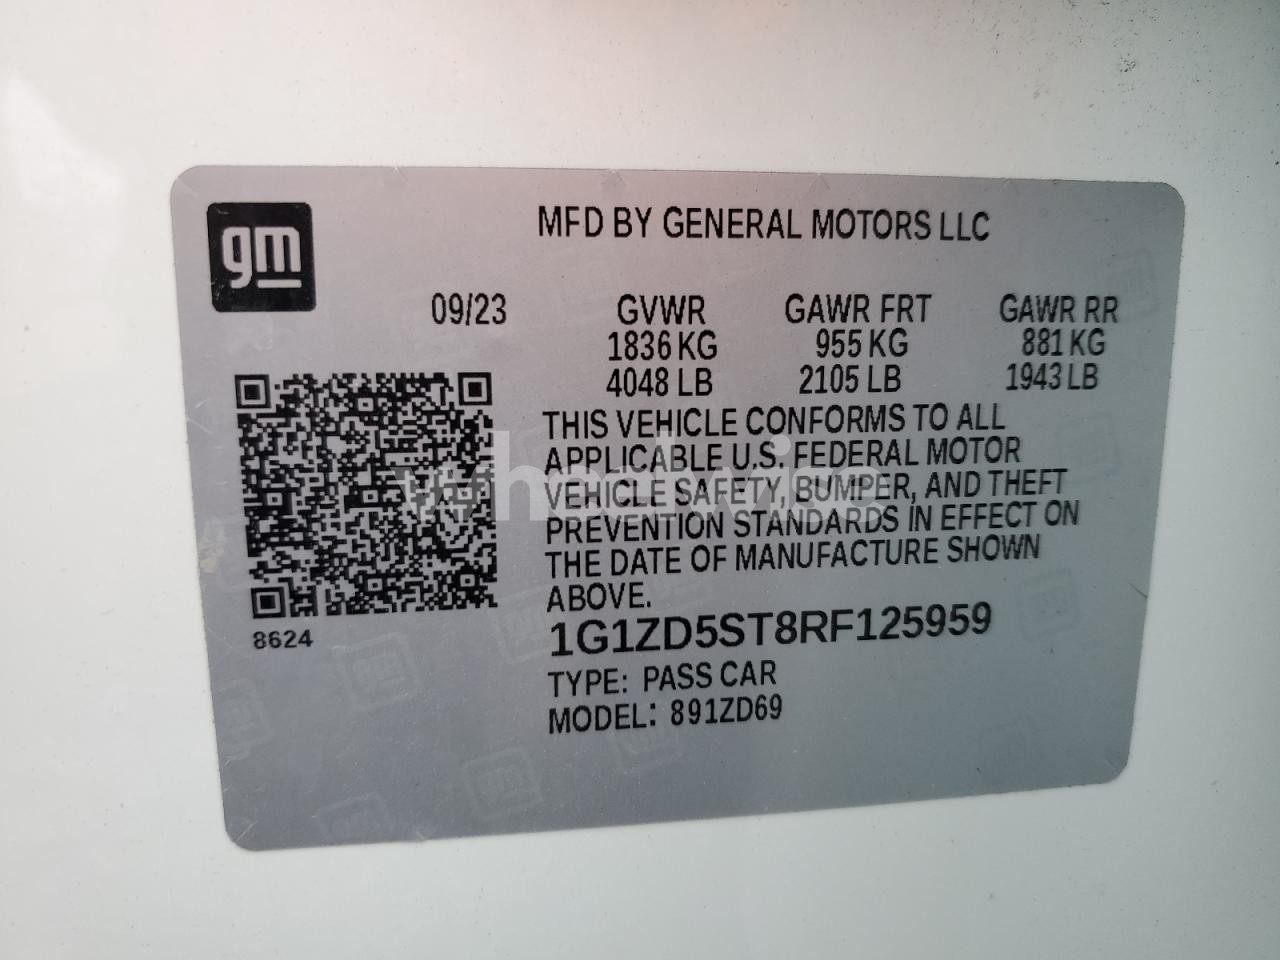 gm
MFD BY GENERAL MOTORS LLC
09/23 GVWR GAWR FRT GAWR RR
1836 KG 955 KG 881 KG
4048 LB 2105 LB 1943 LB
THIS VEHICLE CONFORMS TO ALL
APPLICABLE U.S. FEDERAL MOTOR
VEHICLE SAFETY, BUMPER, AND THEFT
PREVENTION STANDARDS IN EFFECT ON
THE DATE OF MANUFACTURE SHOWN
ABOVE.
8624
1G1ZD5ST8RF125959
TYPE: PASS CAR
MODEL: 891ZD69